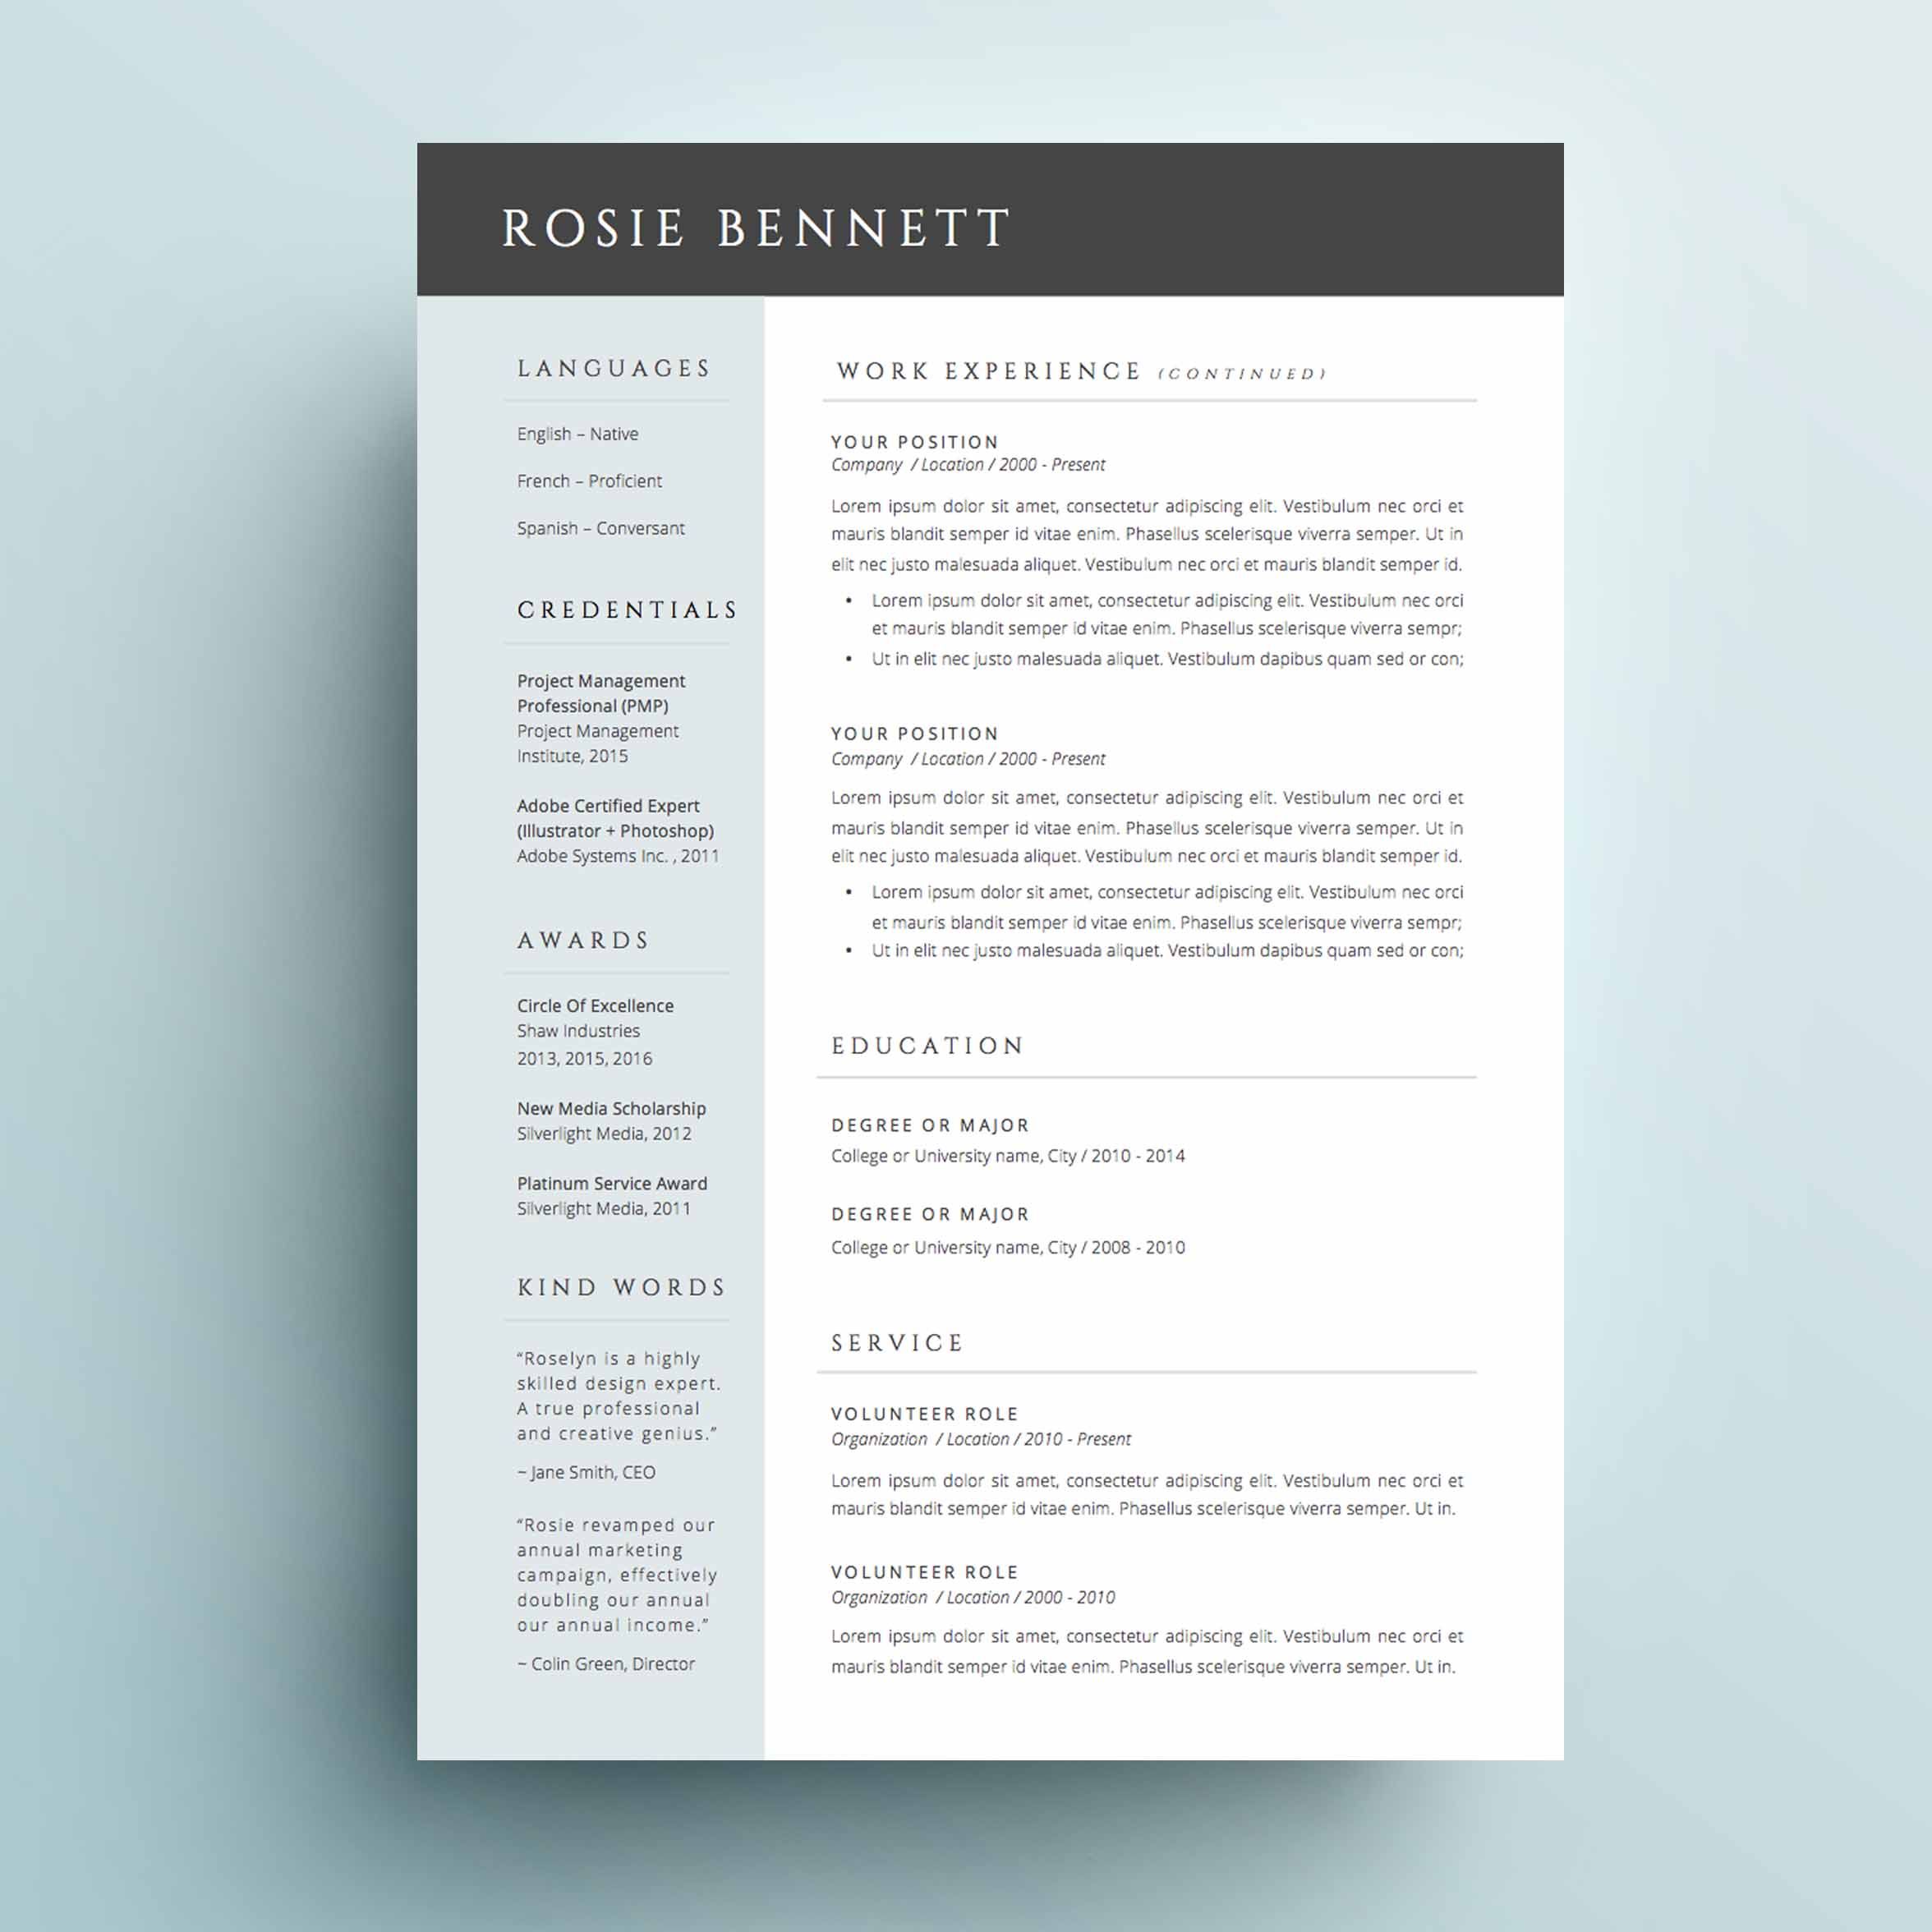 ROSIE BENNETT
LANGUAGES
English – Native
French – Proficient
Spanish – Conversant
CREDENTIALS
Project Management
Professional (PMP)
Project Management
Institute, 2015
Adobe Certified Expert
(Illustrator + Photoshop)
Adobe Systems Inc. , 2011
AWARDS
Circle Of Excellence
Shaw Industries
2013, 2015, 2016
New Media Scholarship
Silverlight Media, 2012
Platinum Service Award
Silverlight Media, 2011
KIND WORDS
“Roselyn is a highly
skilled design expert.
A true professional
and creative genius.”
~ Jane Smith, CEO
“Rosie revamped our
annual marketing
campaign, effectively
doubling our annual
our annual income.”
~ Colin Green, Director
WORK EXPERIENCE (CONTINUED)
YOUR POSITION
Company / Location / 2000 - Present
Lorem ipsum dolor sit amet, consectetur adipiscing elit. Vestibulum nec orci et
mauris blandit semper id vitae enim. Phasellus scelerisque viverra semper. Ut in
elit nec justo malesuada aliquet. Vestibulum nec orci et mauris blandit semper id.
• Lorem ipsum dolor sit amet, consectetur adipiscing elit. Vestibulum nec orci
et mauris blandit semper id vitae enim. Phasellus scelerisque viverra sempr;
• Ut in elit nec justo malesuada aliquet. Vestibulum dapibus quam sed or con;
YOUR POSITION
Company / Location / 2000 - Present
Lorem ipsum dolor sit amet, consectetur adipiscing elit. Vestibulum nec orci et
mauris blandit semper id vitae enim. Phasellus scelerisque viverra semper. Ut in
elit nec justo malesuada aliquet. Vestibulum nec orci et mauris blandit semper id.
• Lorem ipsum dolor sit amet, consectetur adipiscing elit. Vestibulum nec orci
et mauris blandit semper id vitae enim. Phasellus scelerisque viverra sempr;
• Ut in elit nec justo malesuada aliquet. Vestibulum dapibus quam sed or con;
EDUCATION
DEGREE OR MAJOR
College or University name, City / 2010 - 2014
DEGREE OR MAJOR
College or University name, City / 2008 - 2010
SERVICE
VOLUNTEER ROLE
Organization / Location / 2010 - Present
Lorem ipsum dolor sit amet, consectetur adipiscing elit. Vestibulum nec orci et
mauris blandit semper id vitae enim. Phasellus scelerisque viverra semper. Ut in.
VOLUNTEER ROLE
Organization / Location / 2000 - 2010
Lorem ipsum dolor sit amet, consectetur adipiscing elit. Vestibulum nec orci et
mauris blandit semper id vitae enim. Phasellus scelerisque viverra semper. Ut in.